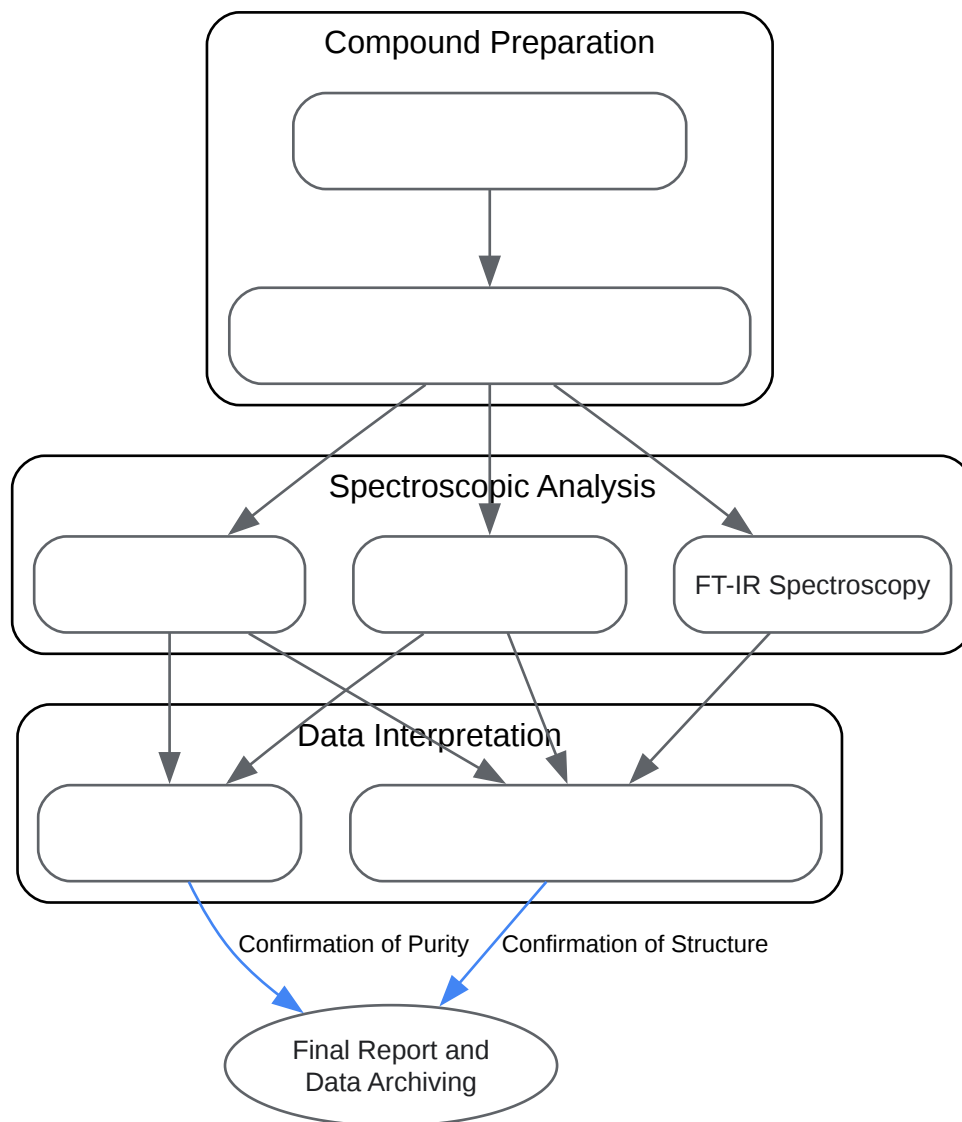 Compound Preparation
Spectroscopic Analysis
FT-IR Spectroscopy
Data Interpretation
Confirmation of Purity
Confirmation of Structure
Final Report and
Data Archiving